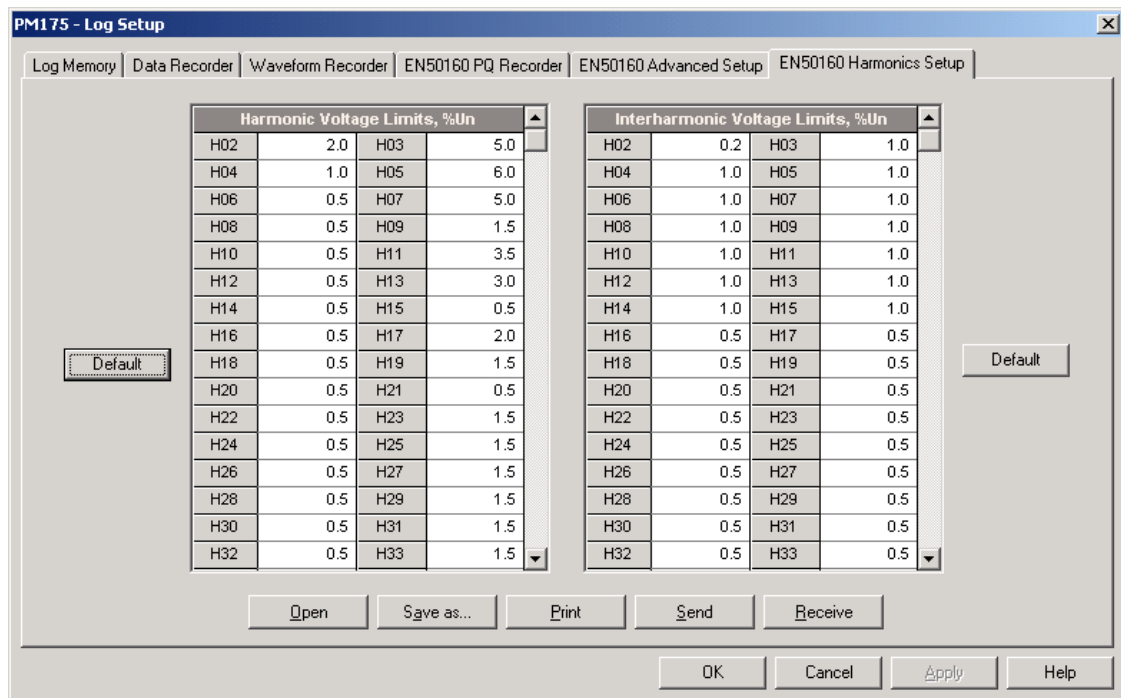 PM175 - Log Setup
Log Memory Data Recorder Waveform Recorder EN50160 PQ Recorder EN50160 Advanced Setup EN50160 Harmonics Setup
Harmonic Voltage Limits, %Un
H02 2.0 H03 5.0
H04 1.0 H05 6.0
H06 0.5 H07 5.0
H08 0.5 H09 1.5
H10 0.5 H11 3.5
H12 0.5 H13 3.0
H14 0.5 H15 0.5
H16 0.5 H17 2.0
H18 0.5 H19 1.5
H20 0.5 H21 0.5
H22 0.5 H23 1.5
H24 0.5 H25 1.5
H26 0.5 H27 1.5
H28 0.5 H29 1.5
H30 0.5 H31 1.5
H32 0.5 H33 1.5
Default
Interharmonic Voltage Limits, %Un
H02 0.2 H03 1.0
H04 1.0 H05 1.0
H06 1.0 H07 1.0
H08 1.0 H09 1.0
H10 1.0 H11 1.0
H12 1.0 H13 1.0
H14 1.0 H15 1.0
H16 0.5 H17 0.5
H18 0.5 H19 0.5
H20 0.5 H21 0.5
H22 0.5 H23 0.5
H24 0.5 H25 0.5
H26 0.5 H27 0.5
H28 0.5 H29 0.5
H30 0.5 H31 0.5
H32 0.5 H33 0.5
Default
Open Save as... Print Send Receive
OK Cancel Apply Help